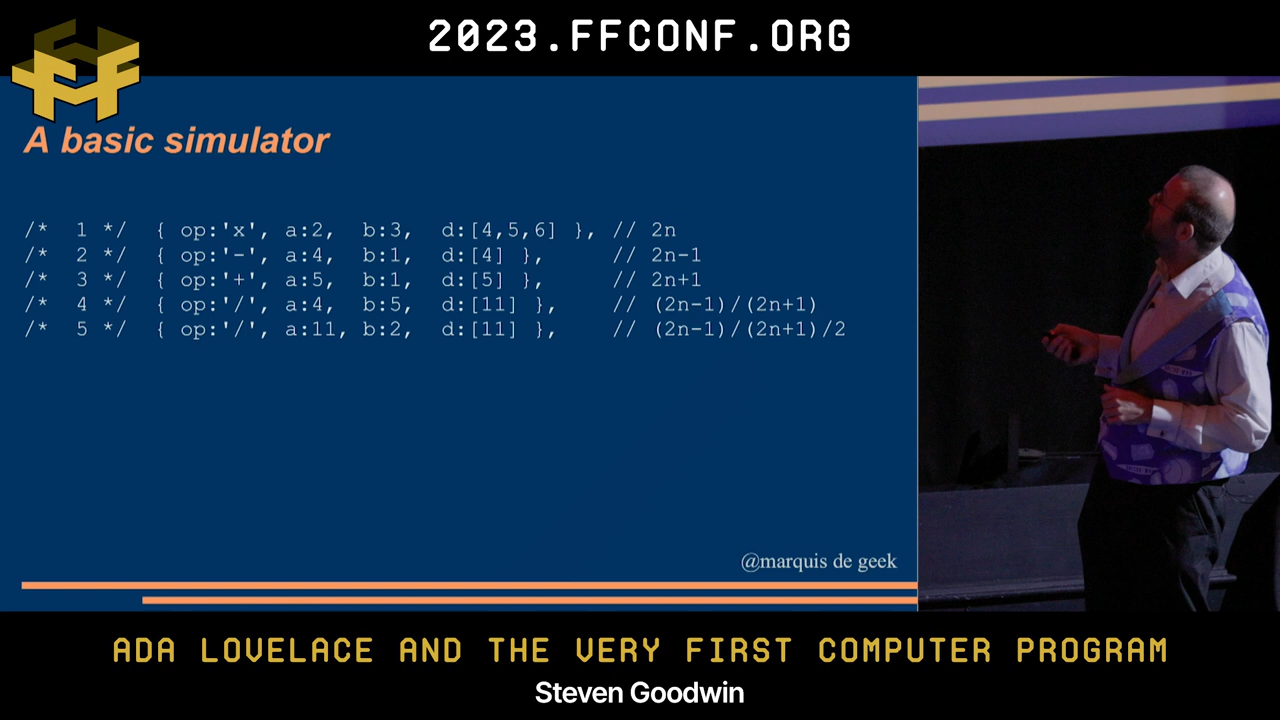 2023.FFCONF.ORG
A basic simulator
/*  1 */  { op:'x', a:2,  b:3,  d:[4,5,6] }, // 2n
/*  2 */  { op:'-', a:4,  b:1,  d:[4] },     // 2n-1
/*  3 */  { op:'+', a:5,  b:1,  d:[5] },     // 2n+1
/*  4 */  { op:'/', a:4,  b:5,  d:[11] },    // (2n-1)/(2n+1)
/*  5 */  { op:'/', a:11, b:2,  d:[11] },    // (2n-1)/(2n+1)/2
@marquis de geek
ADA LOVELACE AND THE VERY FIRST COMPUTER PROGRAM
Steven Goodwin